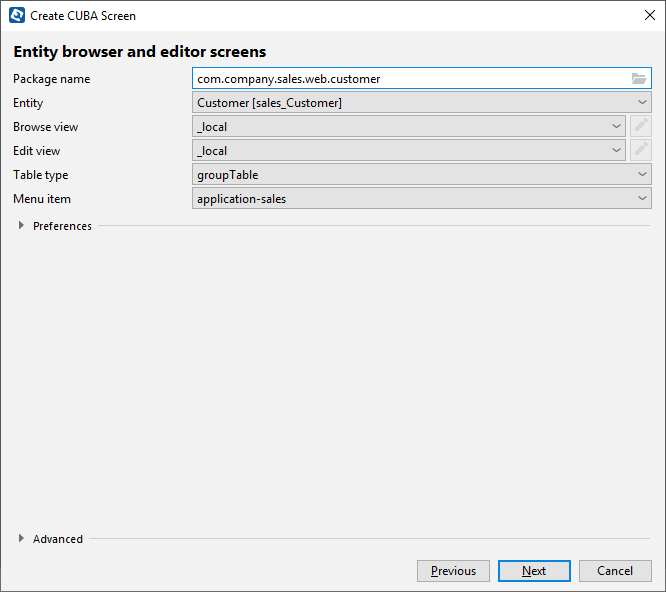 Create CUBA Screen
Entity browser and editor screens
Package name com.company.sales.web.customer
Entity Customer [sales_Customer]
Browse view _local
Edit view _local
Table type groupTable
Menu item application-sales
Preferences
Advanced
Previous Next Cancel